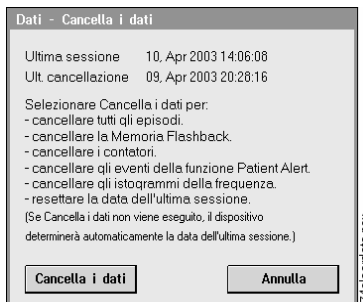 Dati - Cancella i dati
Ultima sessione 10, Apr 2003 14:06:08
Ult. cancellazione 09, Apr 2003 20:28:16
Selezionare Cancella i dati per:
- cancellare tutti gli episodi.
- cancellare la Memoria Flashback.
- cancellare i contatori.
- cancellare gli eventi della funzione Patient Alert.
- cancellare gli istogrammi della frequenza.
- resettare la data dell'ultima sessione.
(Se Cancella i dati non viene eseguito, il dispositivo
determinerà automaticamente la data dell'ultima sessione.)
Cancella i dati Annulla